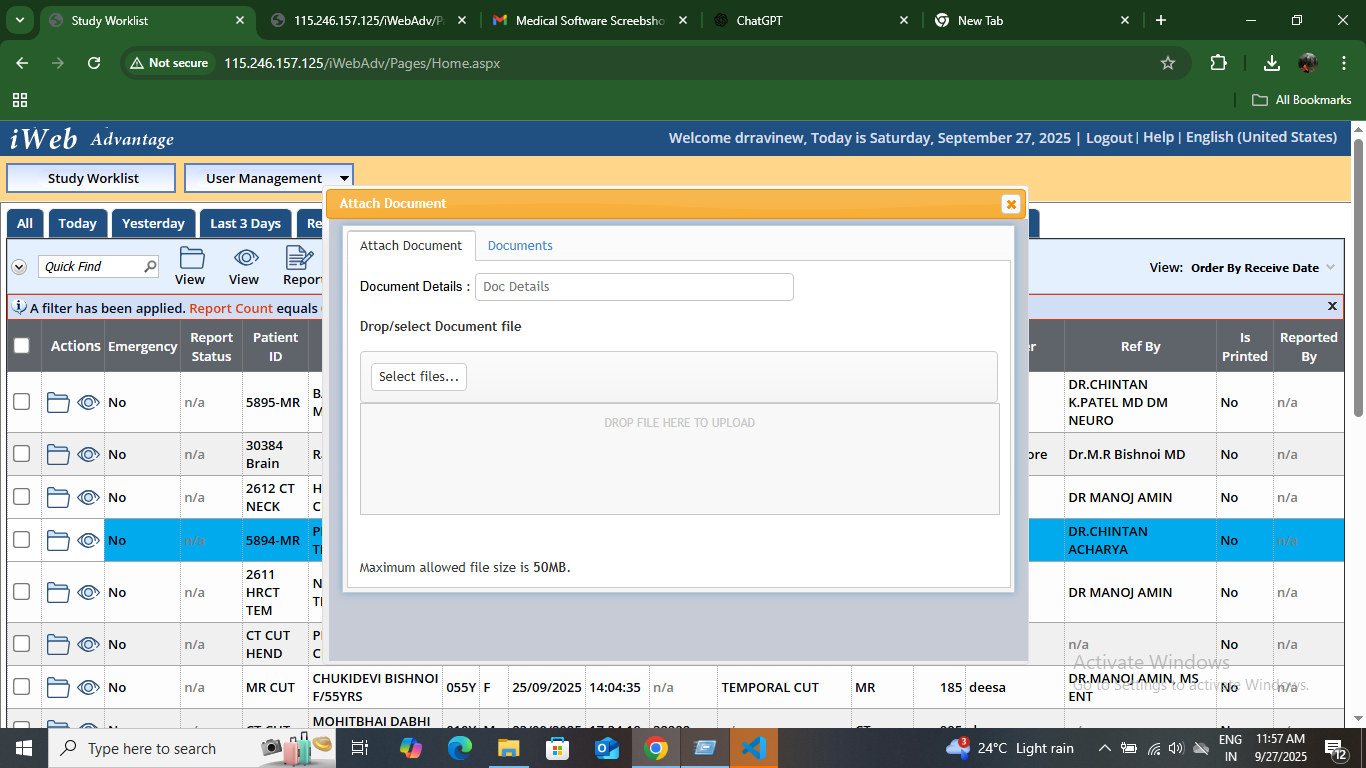 Study Worklist
115.246.157.125/iWebAdv/P
Medical Software Screebsho
ChatGPT
New Tab
Not secure
115.246.157.125/iWebAdv/Pages/Home.aspx
All Bookmarks
iWeb Advantage
Welcome drravinew, Today is Saturday, September 27, 2025 | Logout | Help | English (United States)
Study Worklist
User Management
Attach Document
All
Today
Yesterday
Last 3 Days
Re
Attach Document
Documents
Quick Find
View
View
Report
View: Order By Receive Date
Document Details :
Doc Details
A filter has been applied. Report Count equals
x
Drop/select Document file
Actions
Emergency
Report Status
Patient ID
Ref By
Is Printed
Reported By
Select files...
DROP FILE HERE TO UPLOAD
No
n/a
5895-MR
DR.CHINTAN
K.PATEL MD DM
NEURO
No
n/a
No
n/a
30384
Brain
ore
Dr.M.R Bishnoi MD
No
n/a
No
n/a
2612 CT
NECK
DR MANOJ AMIN
No
n/a
No
n/a
5894-MR
DR.CHINTAN
ACHARYA
No
n/a
Maximum allowed file size is 50MB.
No
n/a
2611
HRCT
TEM
DR MANOJ AMIN
No
n/a
No
n/a
CT CUT
HEND
n/a
No
n/a
Activate Windows
Go to Settings to activate Windows.
No
n/a
MR CUT
CHUKIDEVI BISHNOI
F/55YRS
055Y
F
25/09/2025
14:04:35
n/a
TEMPORAL CUT
MR
185
deesa
DR.MANOJ AMIN, MS
ENT
No
n/a
MOHITBHAI DABHI
Type here to search
3
24°C Light rain
ENG
IN
11:57 AM
9/27/2025
12